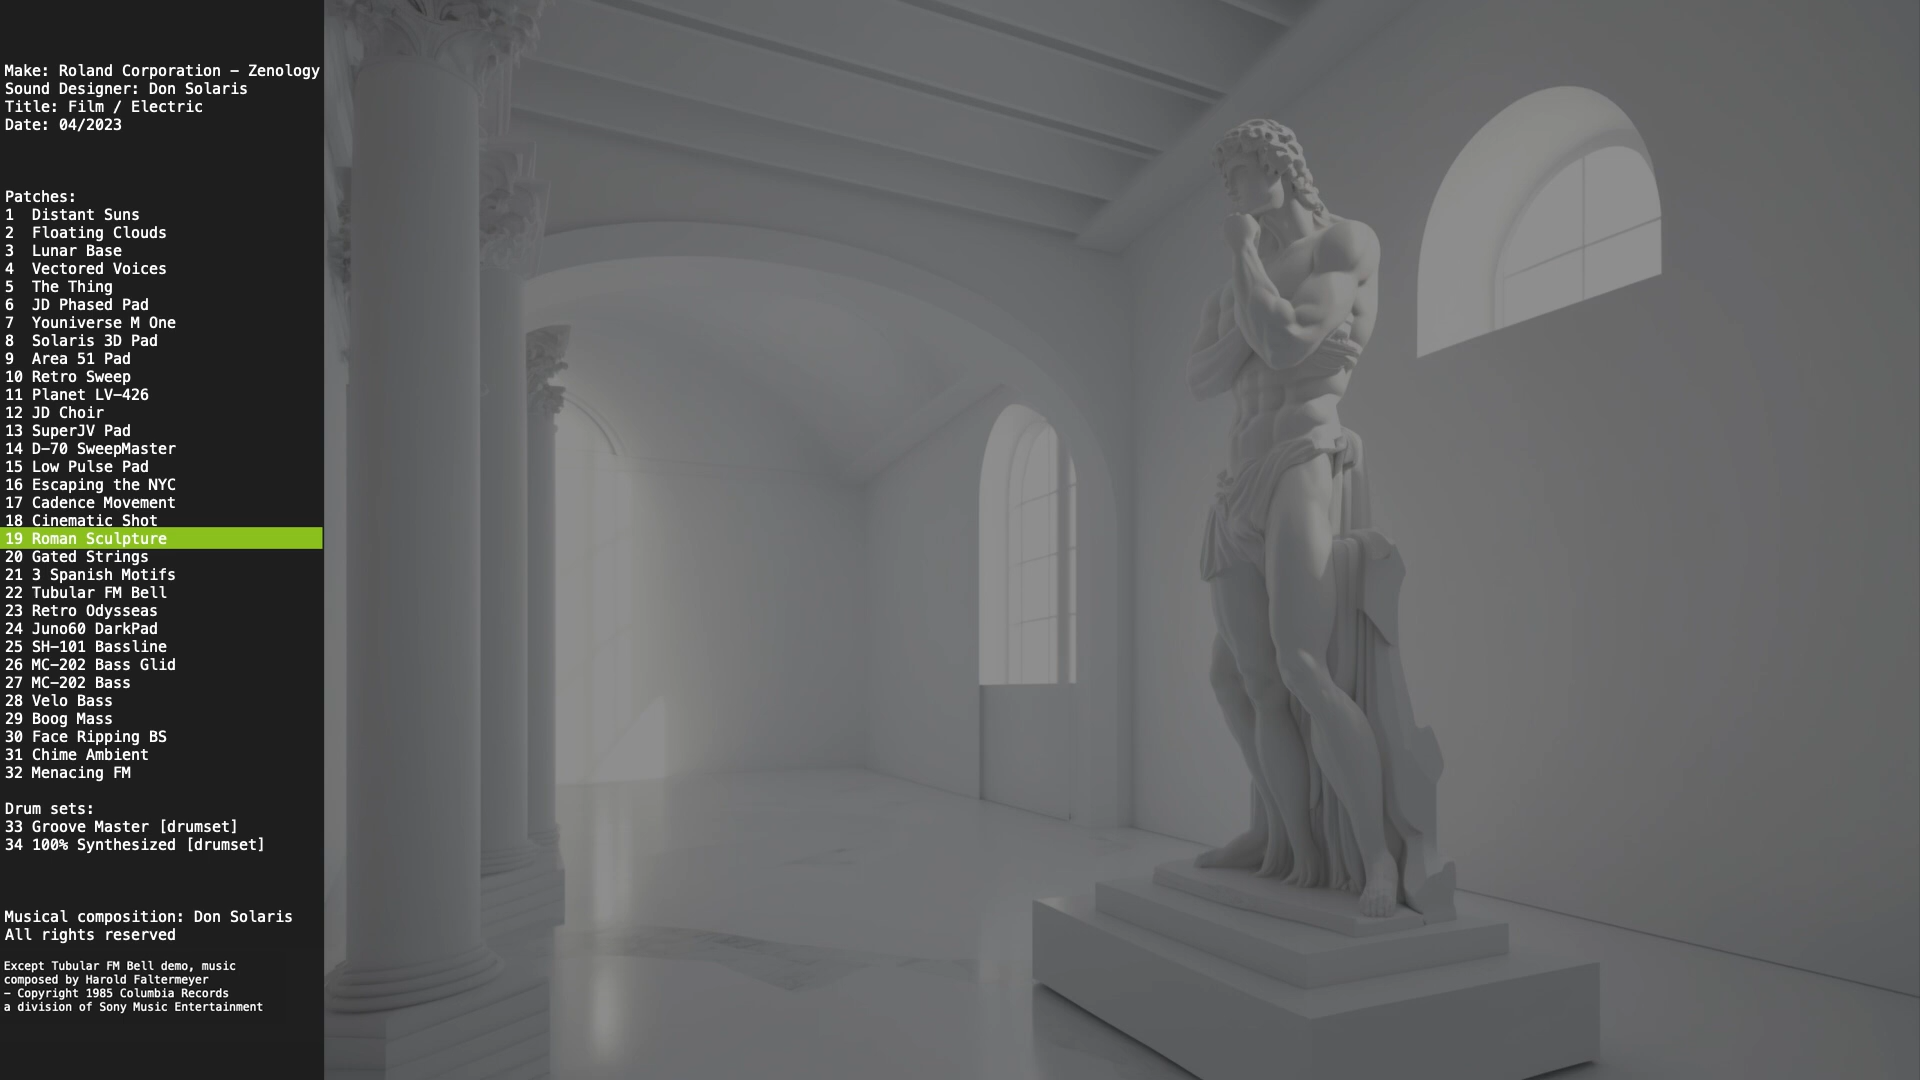 Make: Roland Corporation – Zenology
Sound Designer: Don Solaris
Title: Film / Electric
Date: 04/2023
Patches:
1 Distant Suns
2 Floating Clouds
3 Lunar Base
4 Vectored Voices
5 The Thing
6 JD Phased Pad
7 Youniverse M One
8 Solaris 3D Pad
9 Area 51 Pad
10 Retro Sweep
11 Planet LV–426
12 JD Choir
13 SuperJV Pad
14 D–70 SweepMaster
15 Low Pulse Pad
16 Escaping the NYC
17 Cadence Movement
18 Cinematic Shot
19 Roman Sculpture
20 Gated Strings
21 3 Spanish Motifs
22 Tubular FM Bell
23 Retro Odysseas
24 Juno60 DarkPad
25 SH–101 Bassline
26 MC–202 Bass Glid
27 MC–202 Bass
28 Velo Bass
29 Boog Mass
30 Face Ripping BS
31 Chime Ambient
32 Menacing FM
Drum sets:
33 Groove Master [drumset]
34 100% Synthesized [drumset]
Musical composition: Don Solaris
All rights reserved
Except Tubular FM Bell demo, music
composed by Harold Faltermeyer
– Copyright 1985 Columbia Records
a division of Sony Music Entertainment